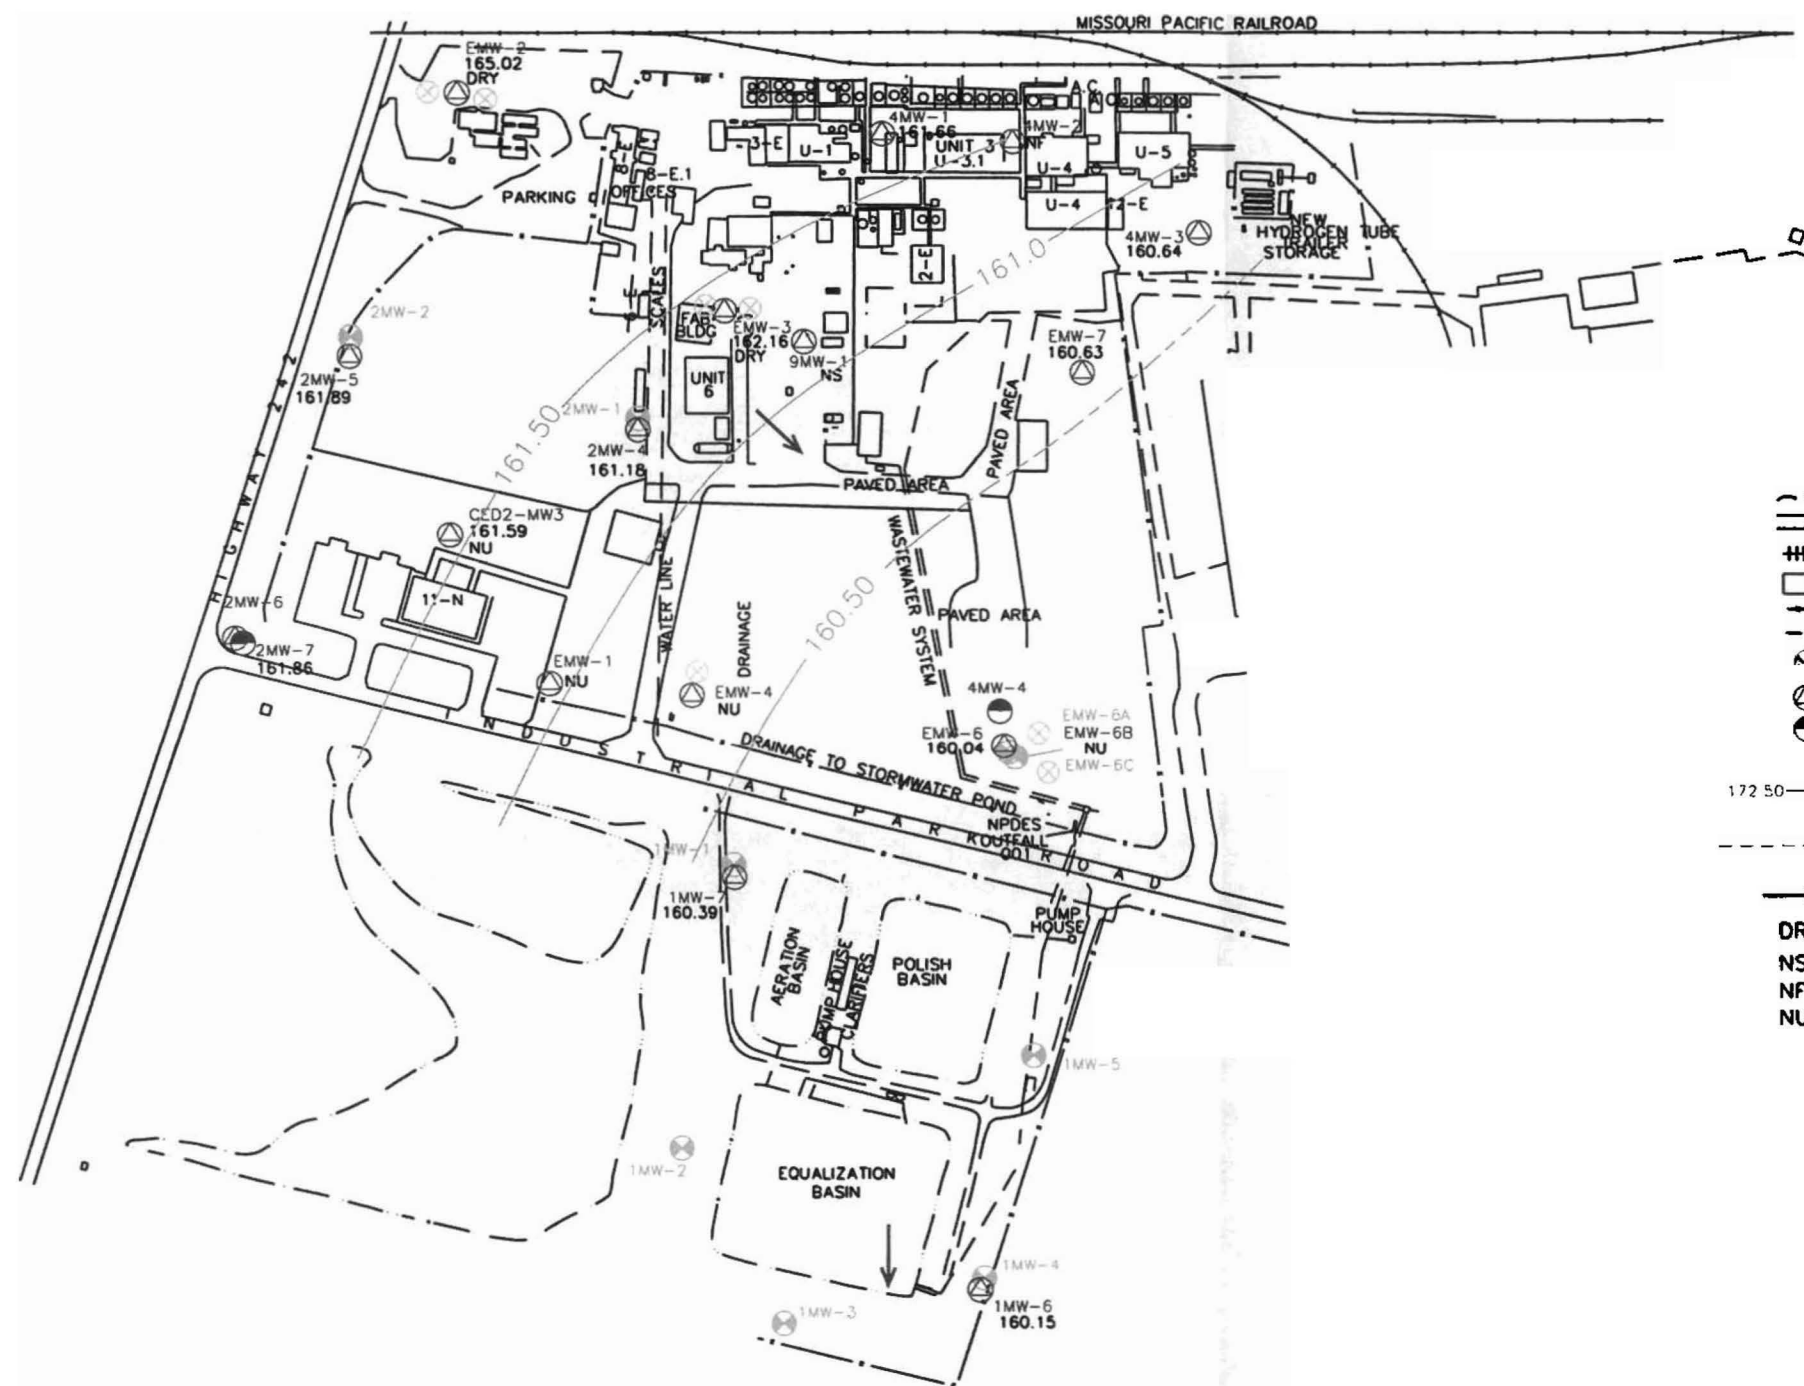 MISSOURI PACIFIC RAILROAD
EMW-2
165.02
DRY
A.C.
4MW-1
161.66
4MW-2
NF
3-E
U-1
UNIT 3
U-3.1
U-4
U-5
8-E
8-E.1
PARKING
OFFICES
U-4
12-E
4MW-3
160.64
NEW
HYDROGEN TUBE
TRAILER
STORAGE
161.0
2-E
SCALES
FAB
BLDG
EMW-3
162.16
DRY
9MW-1
NS
EMW-7
160.63
2MW-2
2MW-5
161.89
HIGHWAY 242
UNIT
6
2MW-1
2MW-4
161.18
161.50
PAVED AREA
PAVED AREA
CED2-MW3
161.59
NU
WATER LINE
WASTEWATER SYSTEM
11-N
2MW-6
2MW-7
161.86
160.50
PAVED AREA
DRAINAGE
EMW-1
NU
EMW-4
NU
4MW-4
EMW-6A
EMW-6
160.04
EMW-6B
NU
EMW-6C
DRAINAGE TO STORMWATER POND
INDUSTRIAL PARK ROAD
NPDES
OUTFALL
001
172.50
1MW-1
1MW-7
160.39
PUMP
HOUSE
AERATION
BASIN
PUMP HOUSE
CLARIFIERS
POLISH
BASIN
DR
NS
NF
NU
1MW-5
1MW-2
EQUALIZATION
BASIN
1MW-4
1MW-6
160.15
1MW-3